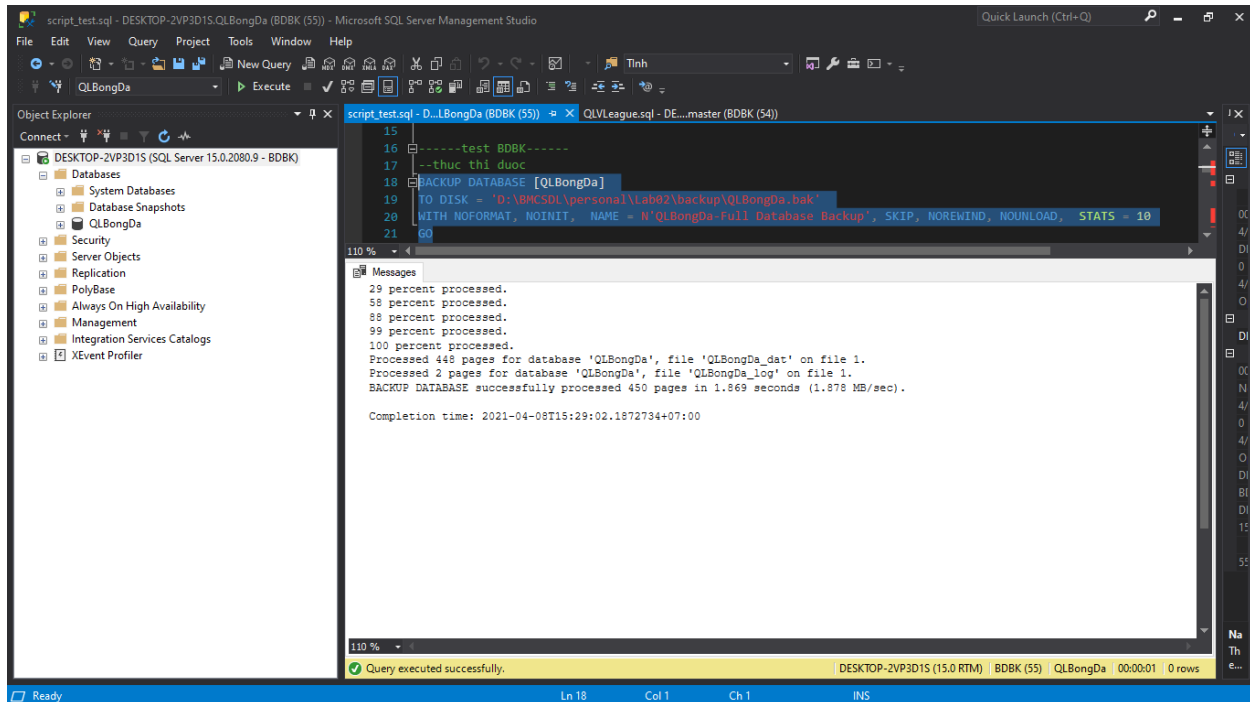 script_test.sql - DESKTOP-2VP3D1S.QLBongDa (BDBK (55)) - Microsoft SQL Server Management Studio
Quick Launch (Ctrl+Q)
File Edit View Query Project Tools Window Help
New Query
TInh
QLBongDa
Execute
Object Explorer
Connect
DESKTOP-2VP3D1S (SQL Server 15.0.2080.9 - BDBK)
Databases
System Databases
Database Snapshots
QLBongDa
Security
Server Objects
Replication
PolyBase
Always On High Availability
Management
Integration Services Catalogs
XEvent Profiler
script_test.sql - D...LBongDa (BDBK (55)) QLVLeague.sql - DE....master (BDBK (54))
15
16 ------test BDBK------
17 --thuc thi duoc
18 BACKUP DATABASE [QLBongDa]
19 TO DISK = 'D:\BMCSDL\personal\Lab02\backup\QLBongDa.bak'
20 WITH NOFORMAT, NOINIT, NAME = N'QLBongDa-Full Database Backup', SKIP, NOREWIND, NOUNLOAD, STATS = 10
21 GO
110 %
Messages
29 percent processed.
58 percent processed.
88 percent processed.
99 percent processed.
100 percent processed.
Processed 448 pages for database 'QLBongDa', file 'QLBongDa_dat' on file 1.
Processed 2 pages for database 'QLBongDa', file 'QLBongDa_log' on file 1.
BACKUP DATABASE successfully processed 450 pages in 1.869 seconds (1.878 MB/sec).
Completion time: 2021-04-08T15:29:02.1872734+07:00
110 %
Query executed successfully.
DESKTOP-2VP3D1S (15.0 RTM) BDBK (55) QLBongDa 00:00:01 0 rows
Na
Th
e...
Ready
Ln 18 Col 1 Ch 1 INS